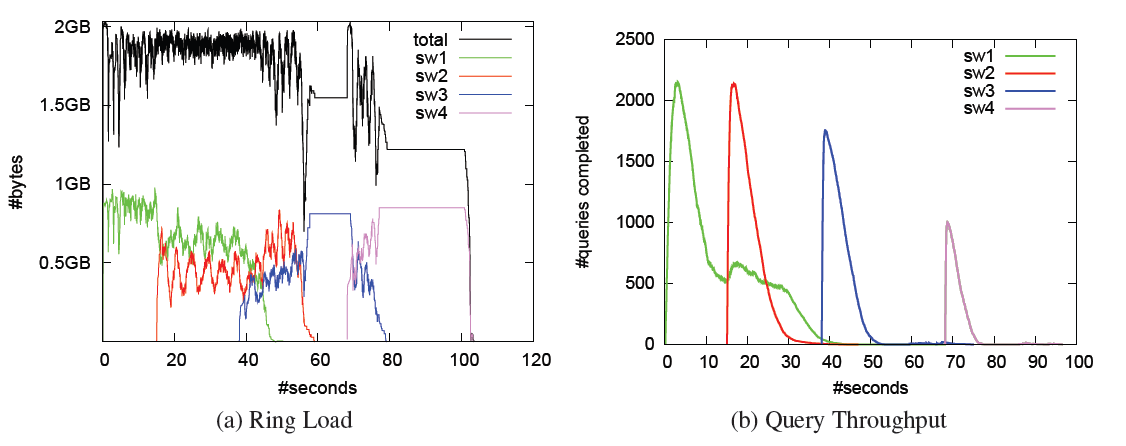 2GB
1.5GB
1GB
0.5GB
#bytes
total
sw1
sw2
sw3
sw4
0 20 40 60 80 100 120
#seconds
(a) Ring Load
2500
2000
1500
1000
500
0
#queries completed
sw1
sw2
sw3
sw4
0 10 20 30 40 50 60 70 80 90 100
#seconds
(b) Query Throughput